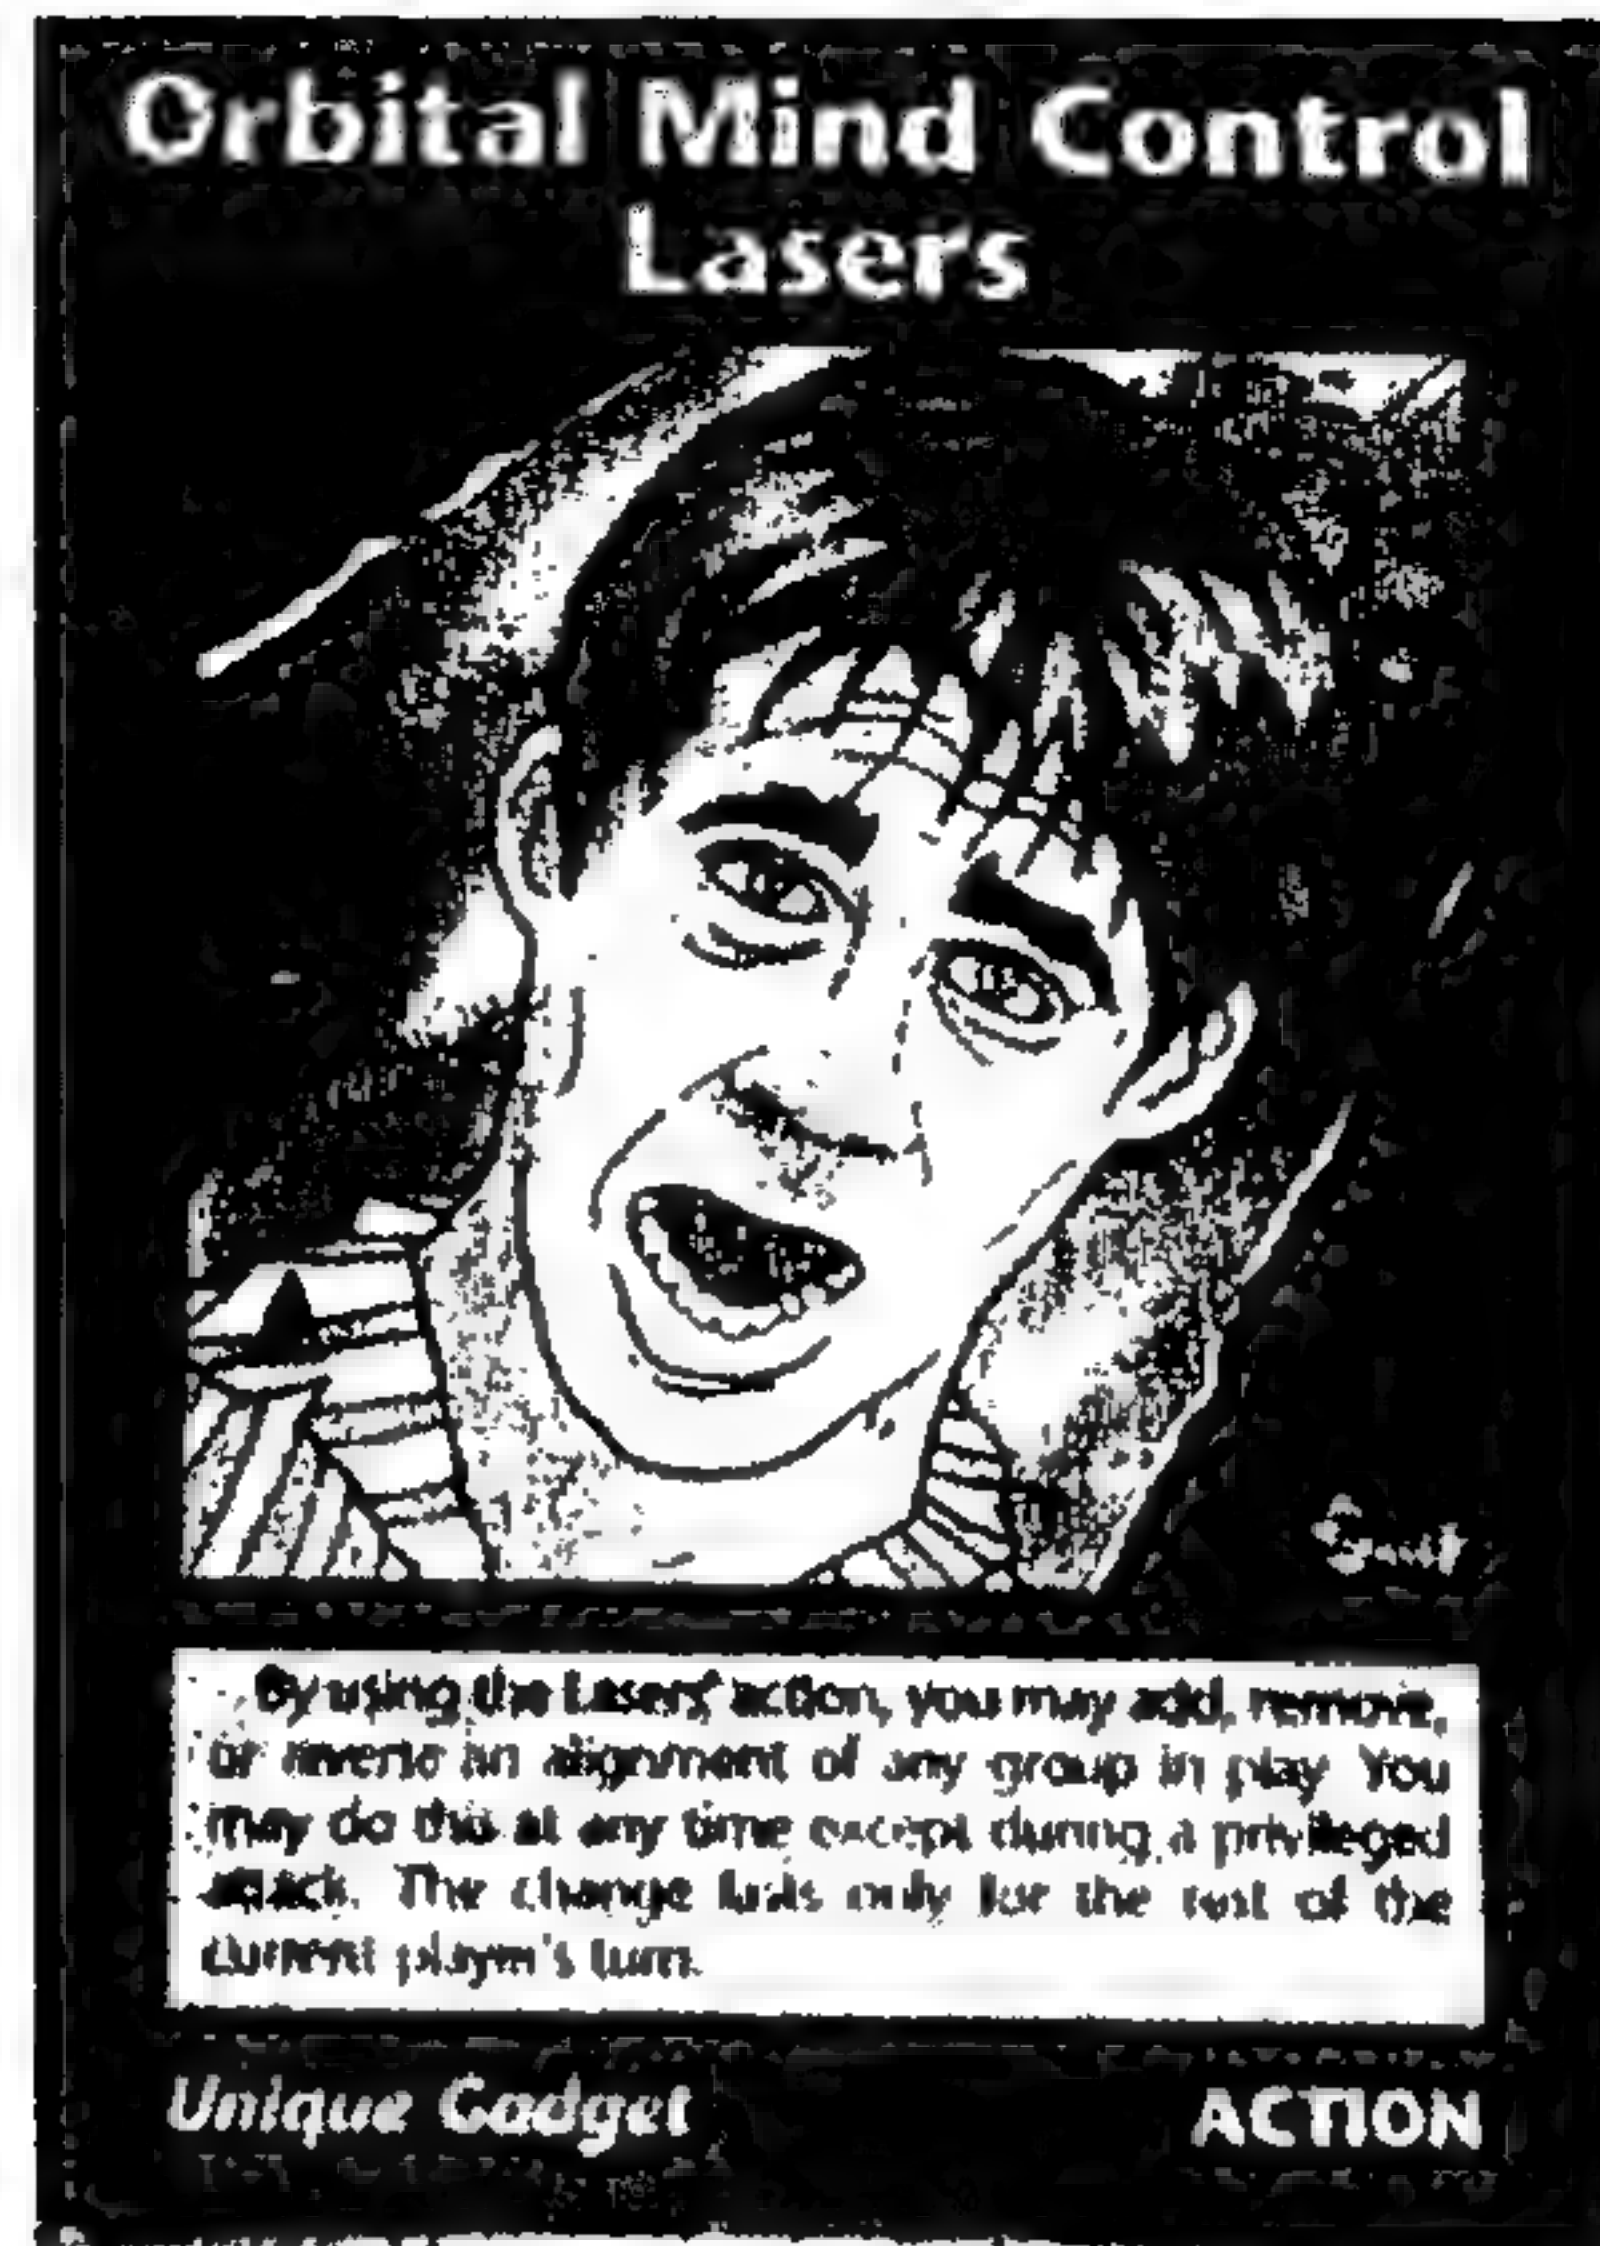 Orbital Mind Control
Lasers
By using the Lasers' action, you may add, remove,
or reverse an alignment of any group in play. You
may do this at any time except during a privileged
attack. The change lasts only for the rest of the
current player's turn.
Unique Gadget
ACTION